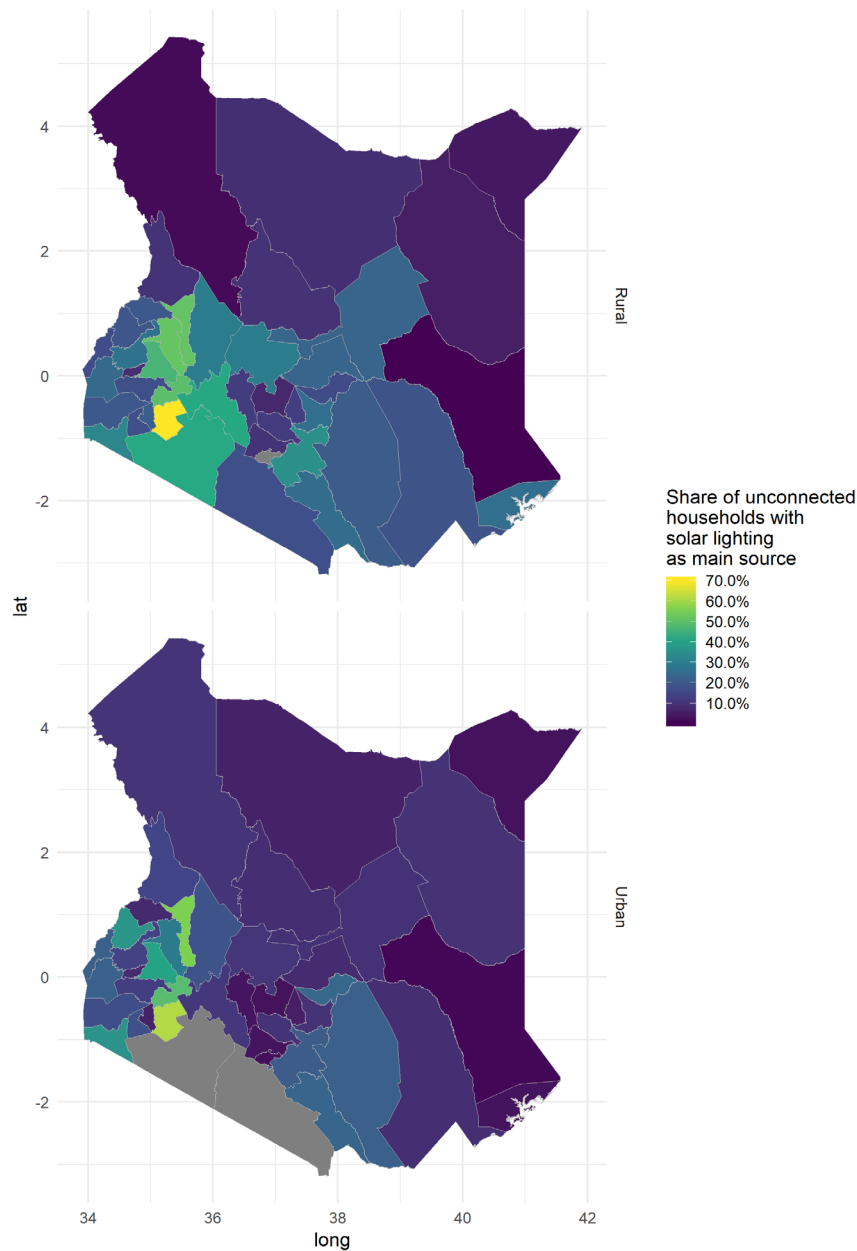 4
2
0
-2
Rural
lat
Share of unconnected
households with
solar lighting
as main source
70.0%
60.0%
50.0%
40.0%
30.0%
20.0%
10.0%
4
2
0
-2
Urban
34
36
38
40
42
long